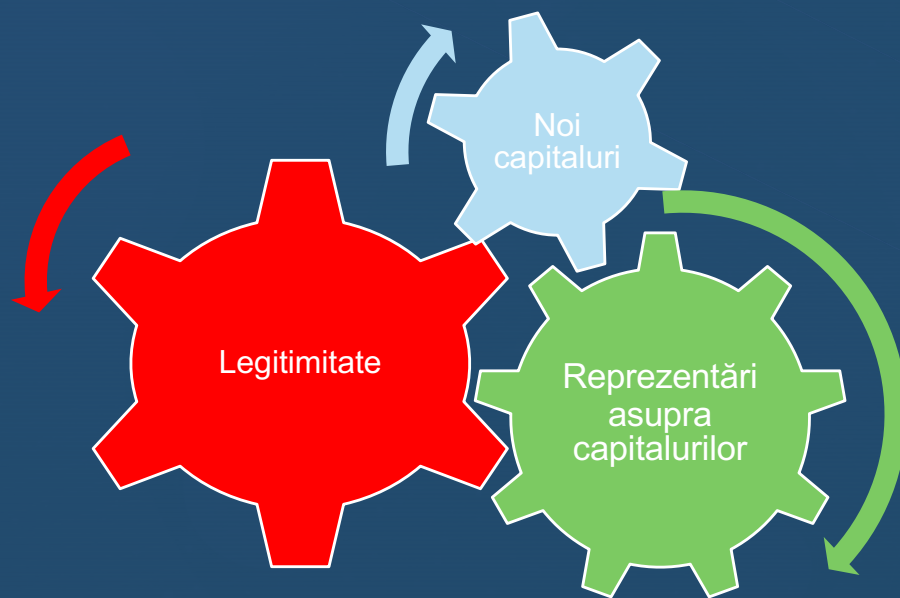 Noi
capitaluri
Legitimitate
Reprezentări
asupra
capitalurilor